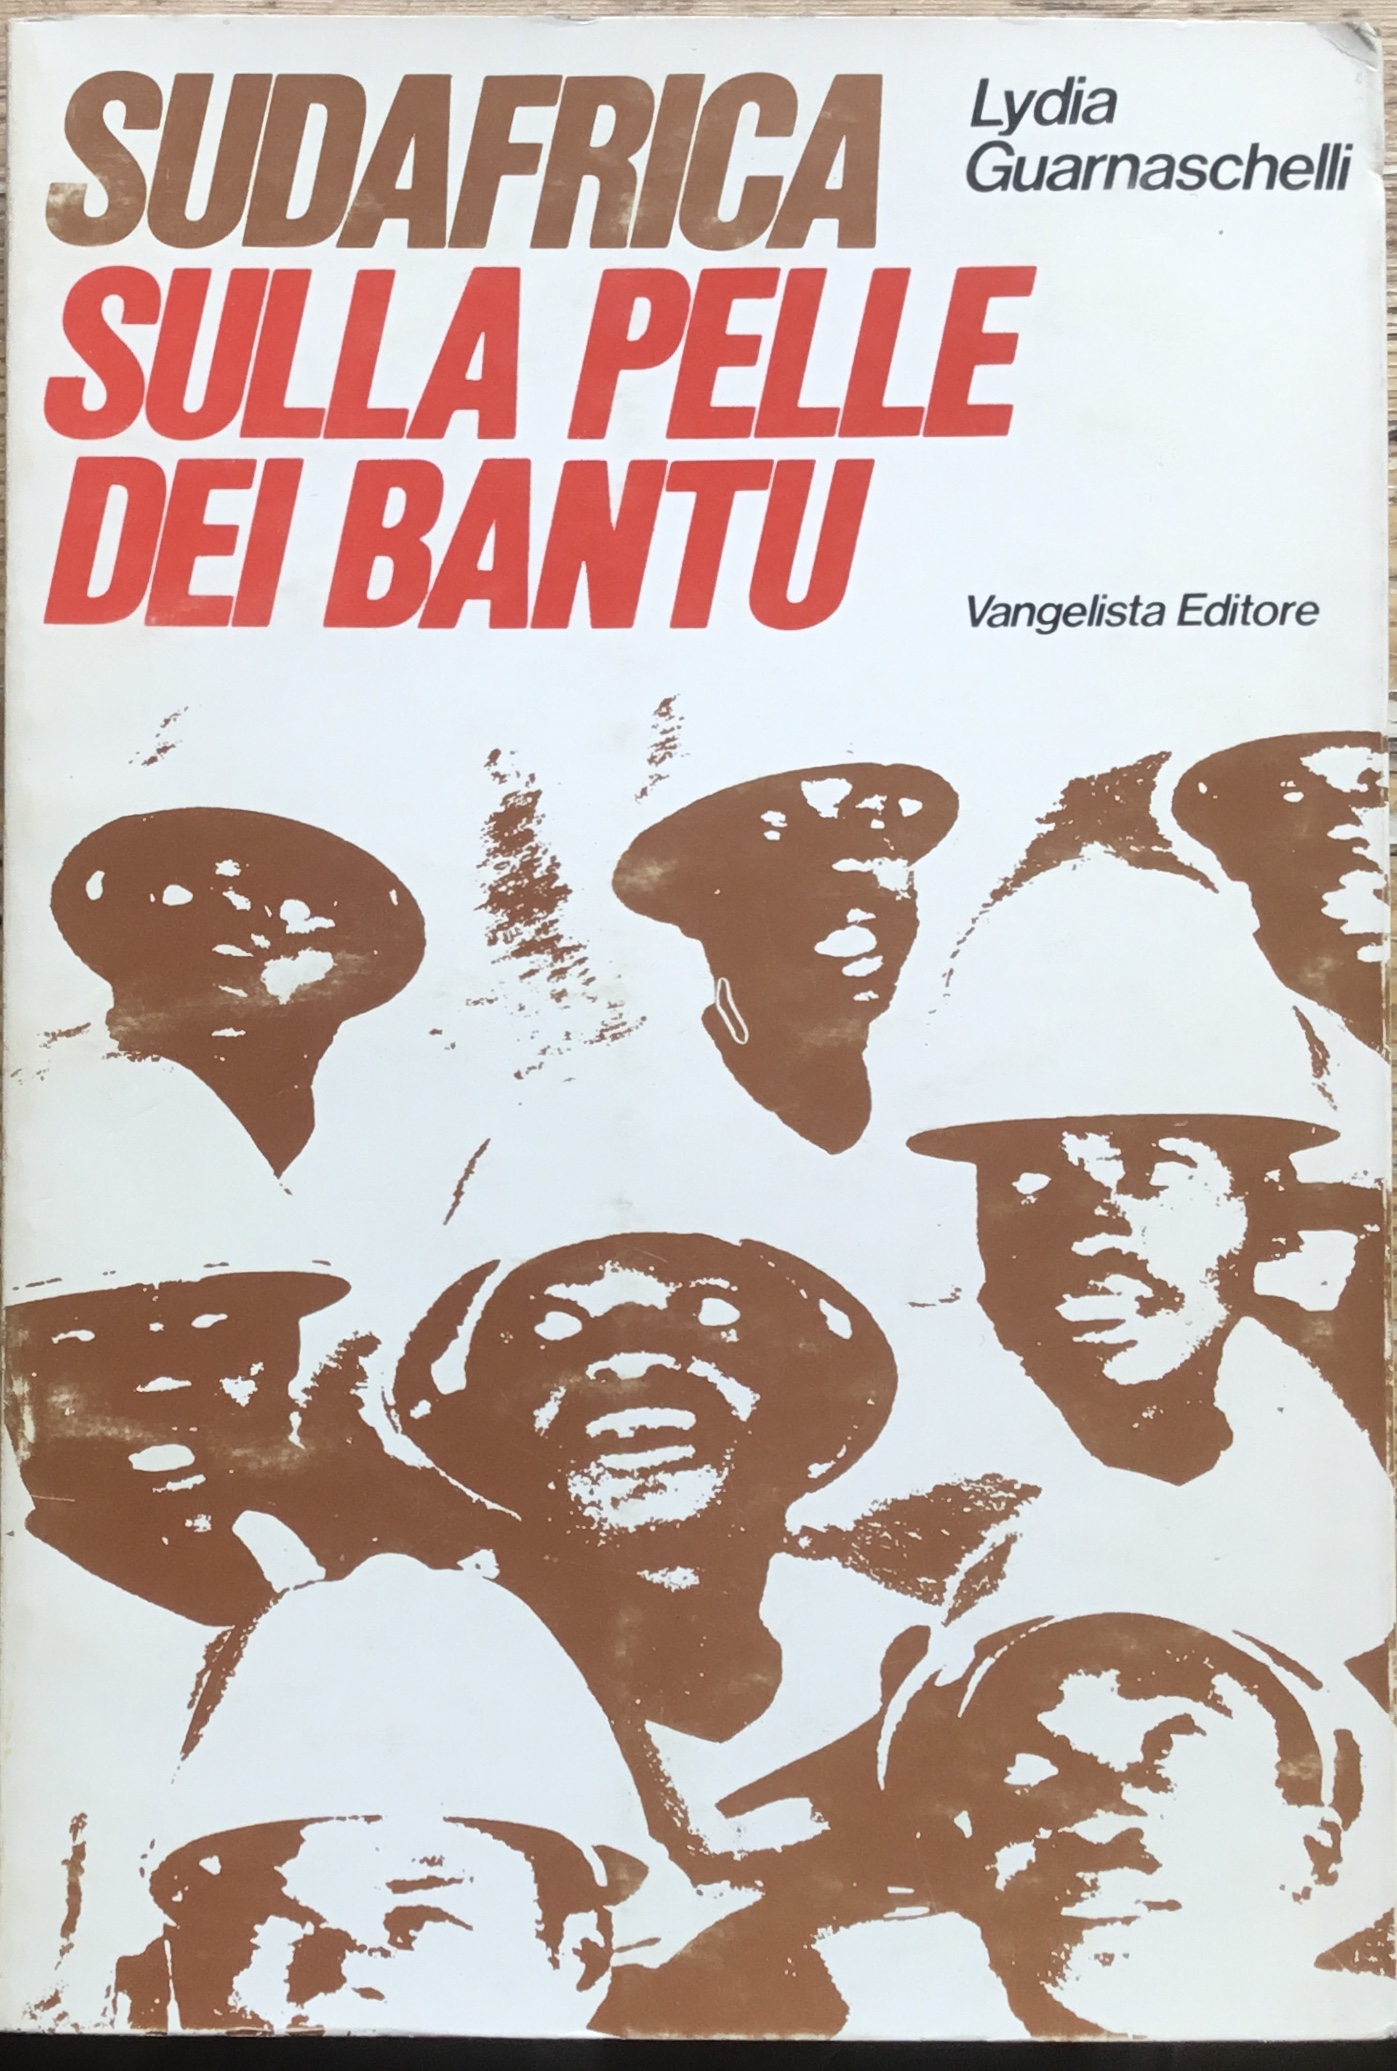 SUDAFRICA
SULLA PELLE
DEI BANTU
Lydia
Guarnaschelli
Vangelista Editore